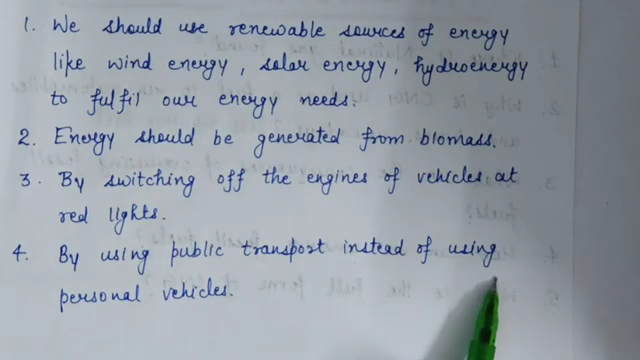 1. We should use renewable sources of energy
like wind energy, solar energy, hydroenergy
to fulfil our energy needs.
2. Energy should be generated from biomass.
3. By switching off the engines of vehicles at
red lights.
4. By using public transport instead of using
personal vehicles.